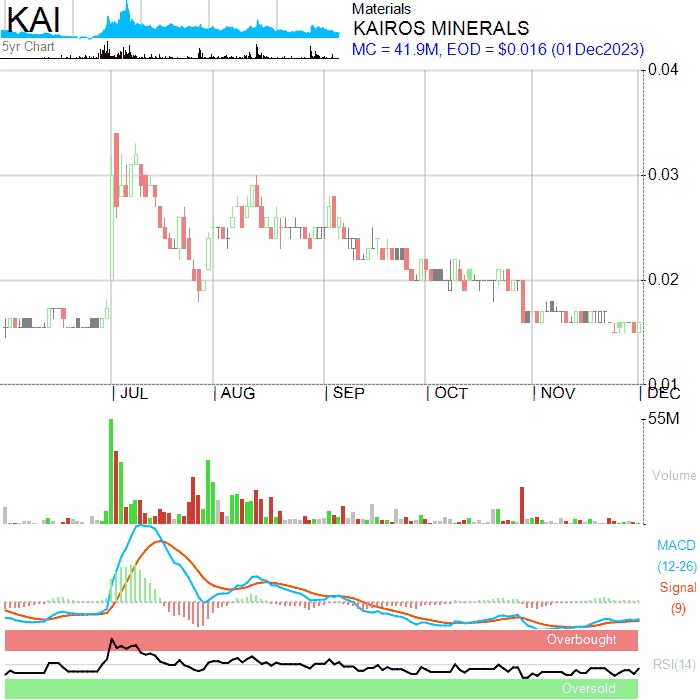 KAI
5yr Chart
Materials
KAIROS MINERALS
MC = 41.9M, EOD = $0.016 (01Dec2023)
0.04
0.03
0.02
0.01
JUL
AUG
SEP
OCT
NOV
DEC
55M
Volume
MACD
(12-26)
Signal
(9)
Overbought
RSI(14)
Oversold